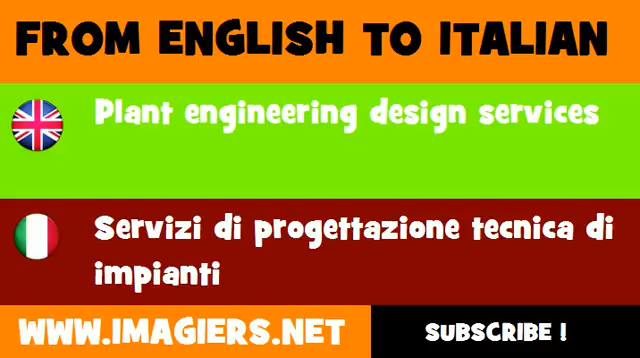 FROM ENGLISH TO ITALIAN
Plant engineering design services
Servizi di progettazione tecnica di
impianti
WWW.IMAGIERS.NET
SUBSCRIBE !